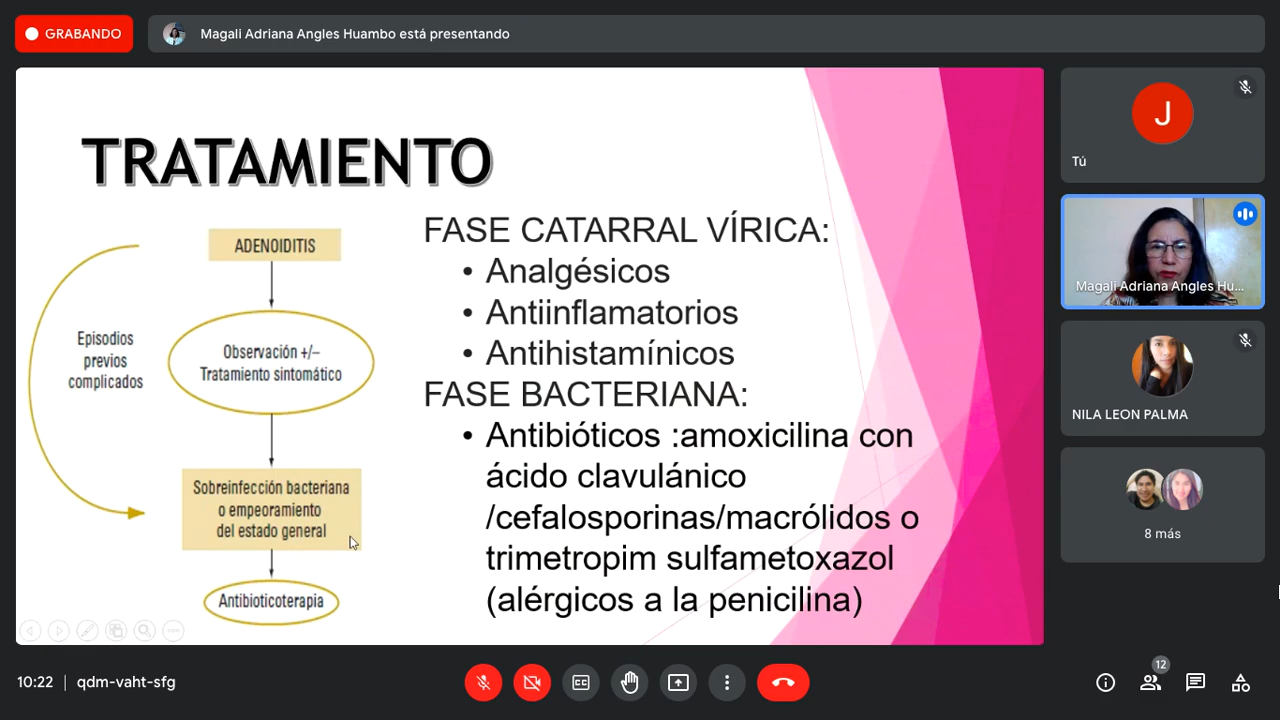 GRABANDO
Magali Adriana Angles Huambo está presentando
TRATAMIENTO
ADENOIDITIS
Episodios
previos
complicados
Observación +/–
Tratamiento sintomático
Sobreinfección bacteriana
o empeoramiento
del estado general
Antibioticoterapia
FASE CATARRAL VÍRICA:
• Analgésicos
• Antiinflamatorios
• Antihistamínicos
FASE BACTERIANA:
• Antibióticos :amoxicilina con
ácido clavulánico
/cefalosporinas/macrólidos o
trimetropim sulfametoxazol
(alérgicos a la penicilina)
J
Tú
Magali Adriana Angles Hu...
NILA LEON PALMA
8 más
10:22 | qdm-vaht-sfg
CC
12